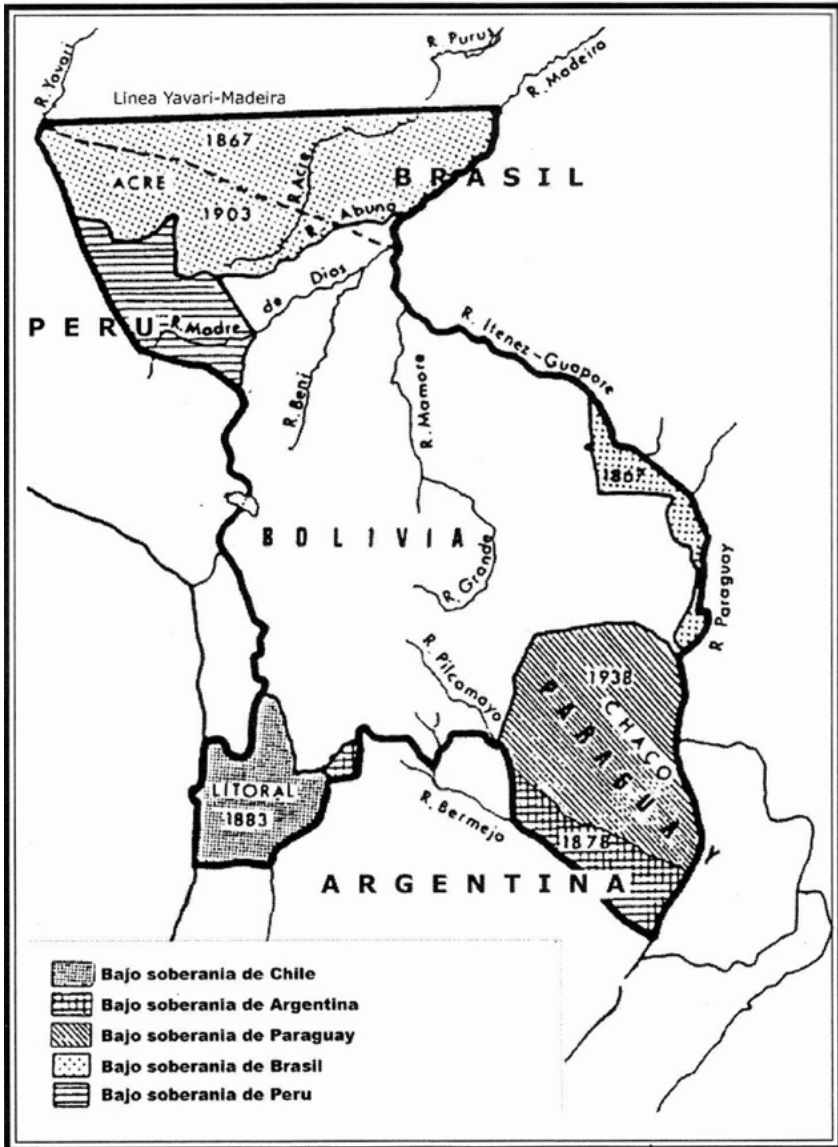 R. Yavari
R. Purus
R. Madeira
Linea Yavari-Madeira
1867
R. Acre
BRASIL
ACRE
1903
R. Abuna
PERU
R. Madre de Dios
R. Itenez-Guapore
R. Beni
R. Mamore
1867
BOLIVIA
R. Grande
R. Paraguay
R. Pilcomayo
1938
CHACO
PARAGUAY
LITORAL
1883
R. Bermejo
1878
ARGENTINA
Bajo soberania de Chile
Bajo soberania de Argentina
Bajo soberania de Paraguay
Bajo soberania de Brasil
Bajo soberania de Peru